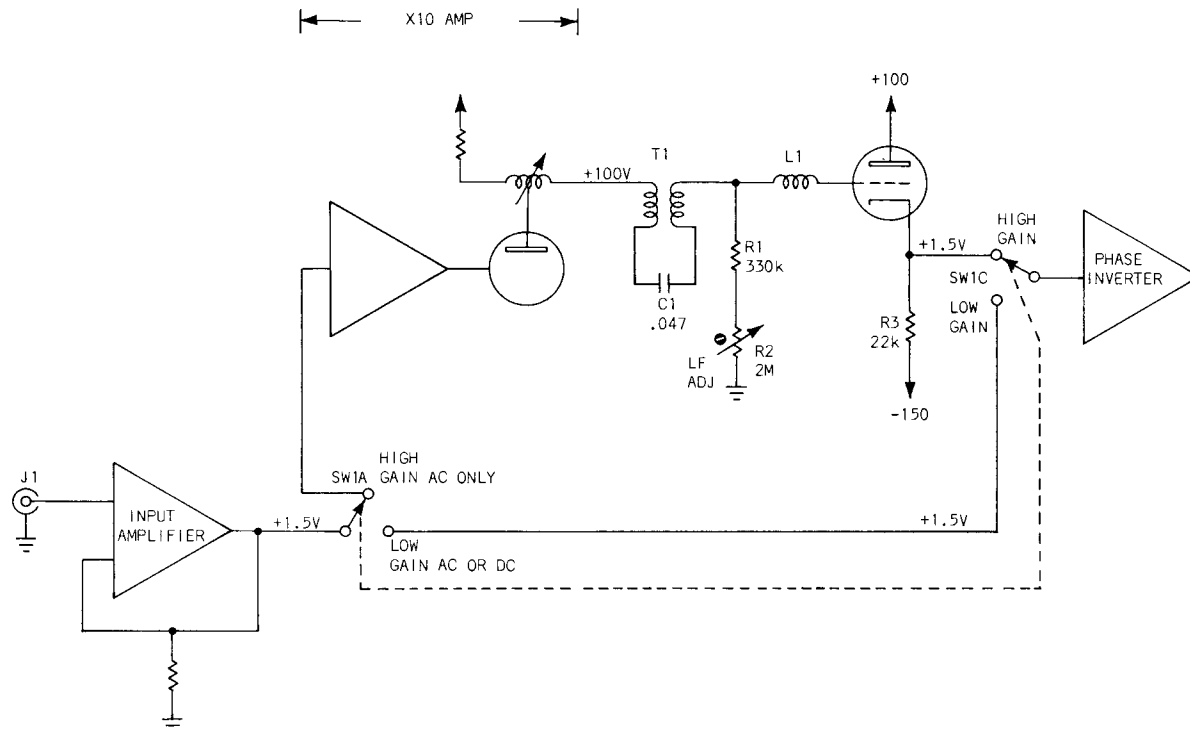 X10 AMP
+100
T1
L1
+100V
R1
330k
C1
.047
LF
ADJ
R2
2M
+1.5V
HIGH
GAIN
SW1C
LOW
GAIN
PHASE
INVERTER
R3
22k
-150
J1
INPUT
AMPLIFIER
+1.5V
SW1A
HIGH
GAIN AC ONLY
LOW
GAIN AC OR DC
+1.5V